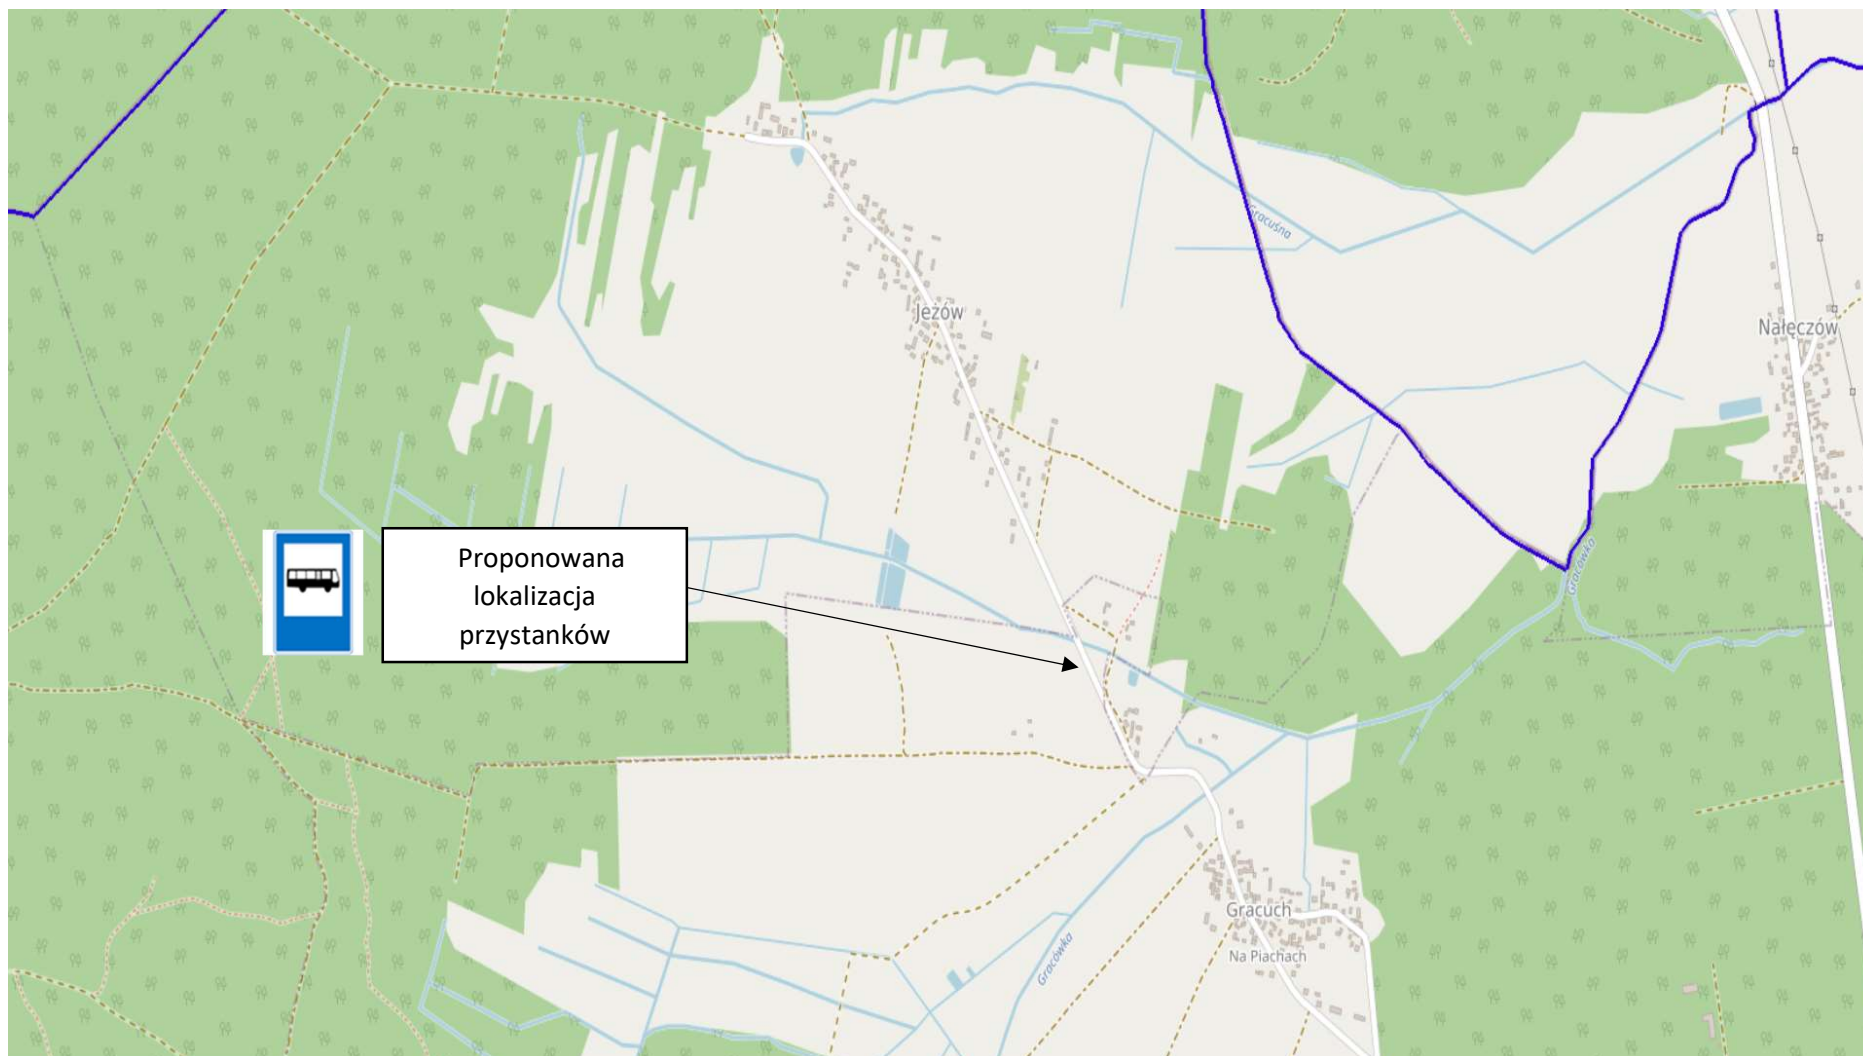 Gracuśna
Jeżów
Nałęczów
Proponowana
lokalizacja
przystanków
Gracówka
Gracuch
Na Piachach
Gracówka